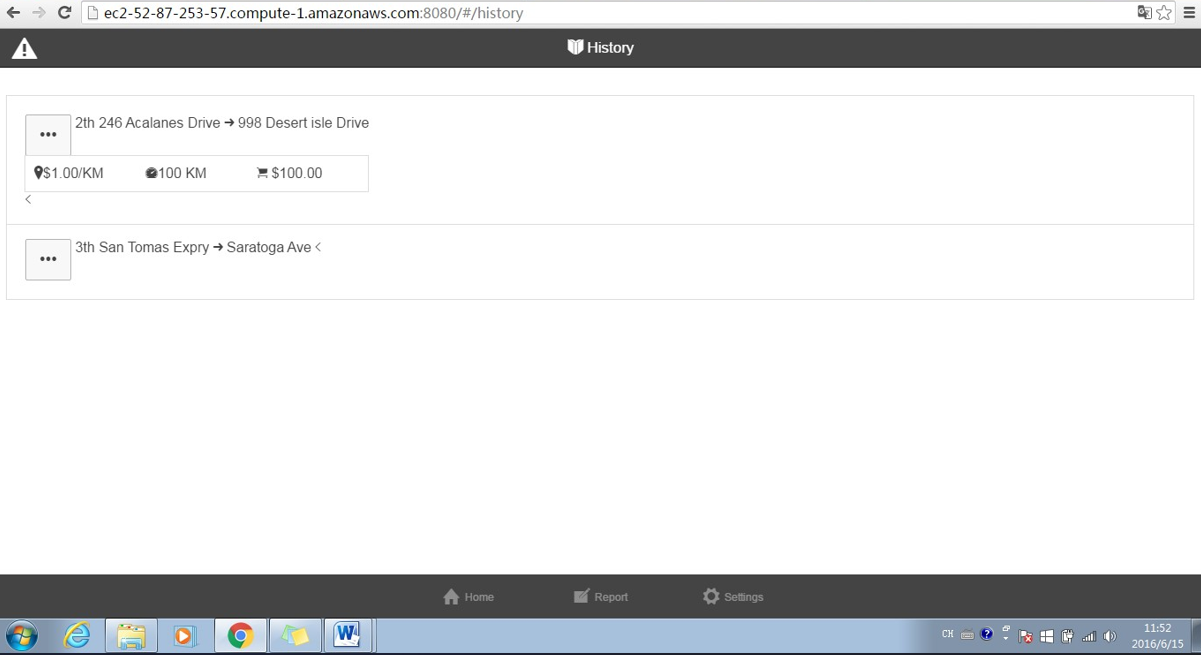 ec2-52-87-253-57.compute-1.amazonaws.com:8080/#/history
History
2th 246 Acalanes Drive ➔ 998 Desert isle Drive
$1.00/KM 100 KM $100.00
<
3th San Tomas Expry ➔ Saratoga Ave <
Home Report Settings
CH 11:52
2016/6/15